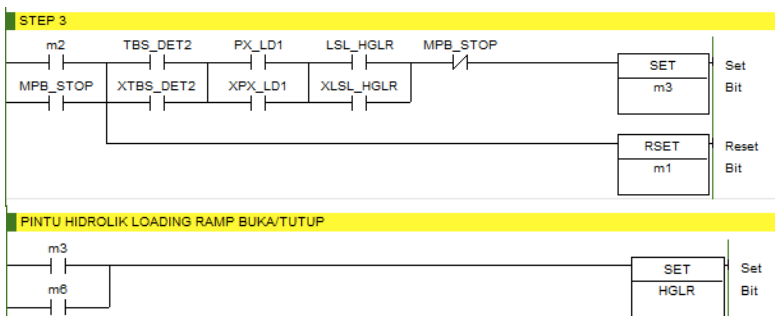 STEP 3
m2 TBS_DET2 PX_LD1 LSL_HGLR MPB_STOP
SET Set
MPB_STOP XTBS_DET2 XPX_LD1 XLSL_HGLR m3 Bit
RSET Reset
m1 Bit
PINTU HIDROLIK LOADING RAMP BUKA/TUTUP
m3
SET Set
m6 HGLR Bit